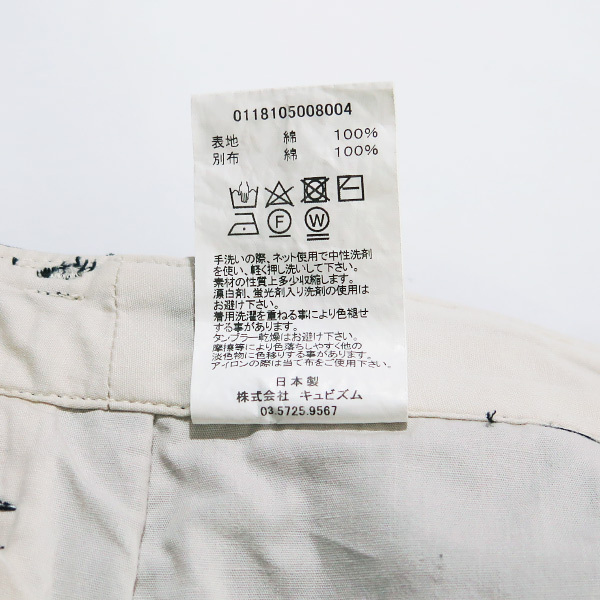 0118105008004
表地 綿 100%
別布 綿 100%
F W
手洗いの際、ネット使用で中性洗剤
を使い、軽く押し洗いして下さい。
素材の性質上多少収縮します。
漂白剤、蛍光剤入り洗剤の使用は
お避け下さい。
着用洗濯を重ねる事により色褪せ
する事があります。
タンブラー乾燥はお避け下さい。
摩擦等により色落ちしやすく他の
淡色物に色移りする事があります。
アイロンの際は当て布をご使用下さい。
日本製
株式会社 キュビズム
03.5725.9567